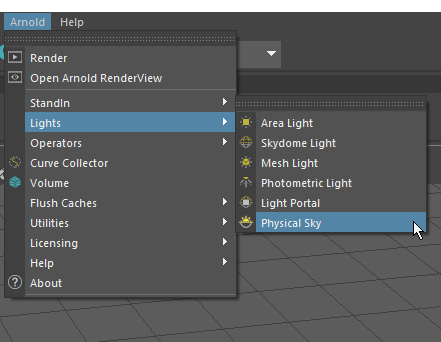 Arnold Help
Render
Open Arnold RenderView
StandIn
Lights
Operators
Curve Collector
Volume
Flush Caches
Utilities
Licensing
Help
About
Area Light
Skydome Light
Mesh Light
Photometric Light
Light Portal
Physical Sky